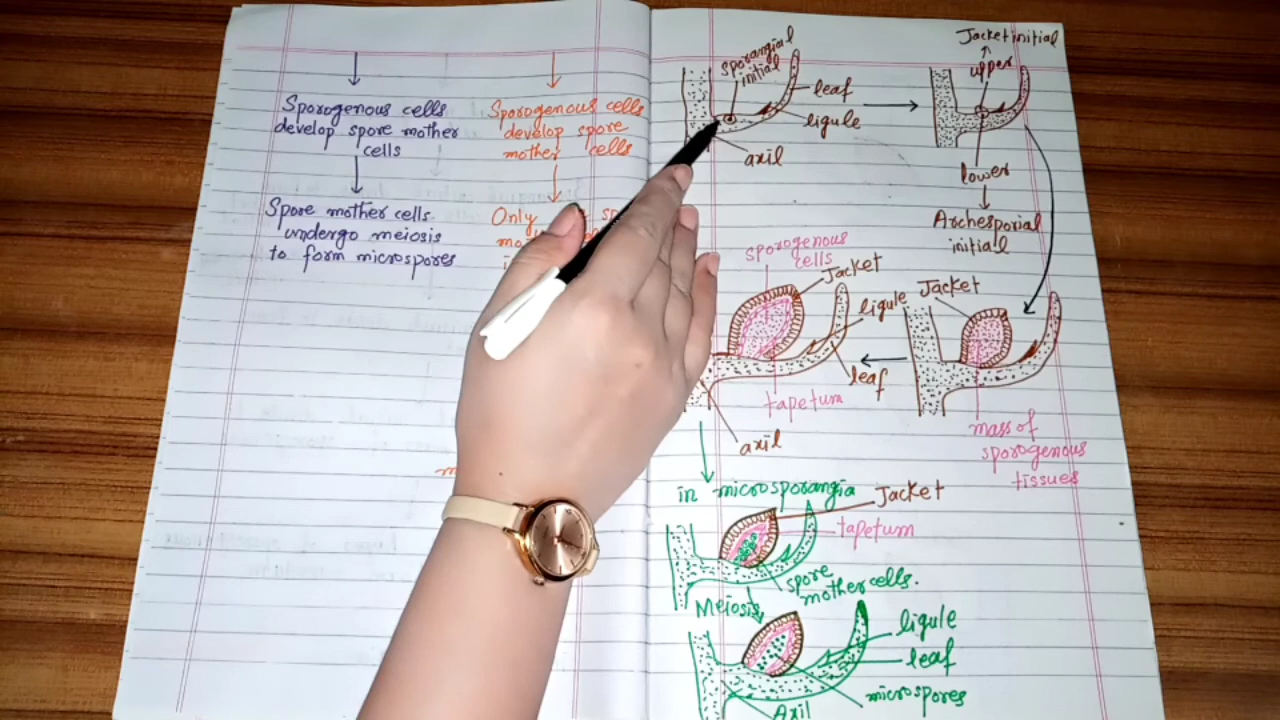 Sporogenous cells
develop spore mother
cells
Spore mother cells
undergo meiosis
to form microspores
Sporogenous cells
develop spore
mother cells
Only
sporangial
initial
leaf
ligule
axil
Jacket initial
upper
lower
Archesporial
initial
sporogenous
cells
Jacket
ligule
leaf
tapetum
axil
Jacket
mass of
sporogenous
tissues
in microsporangia
Jacket
tapetum
spore
mother cells.
Meiosis
ligule
leaf
microspores
Axil